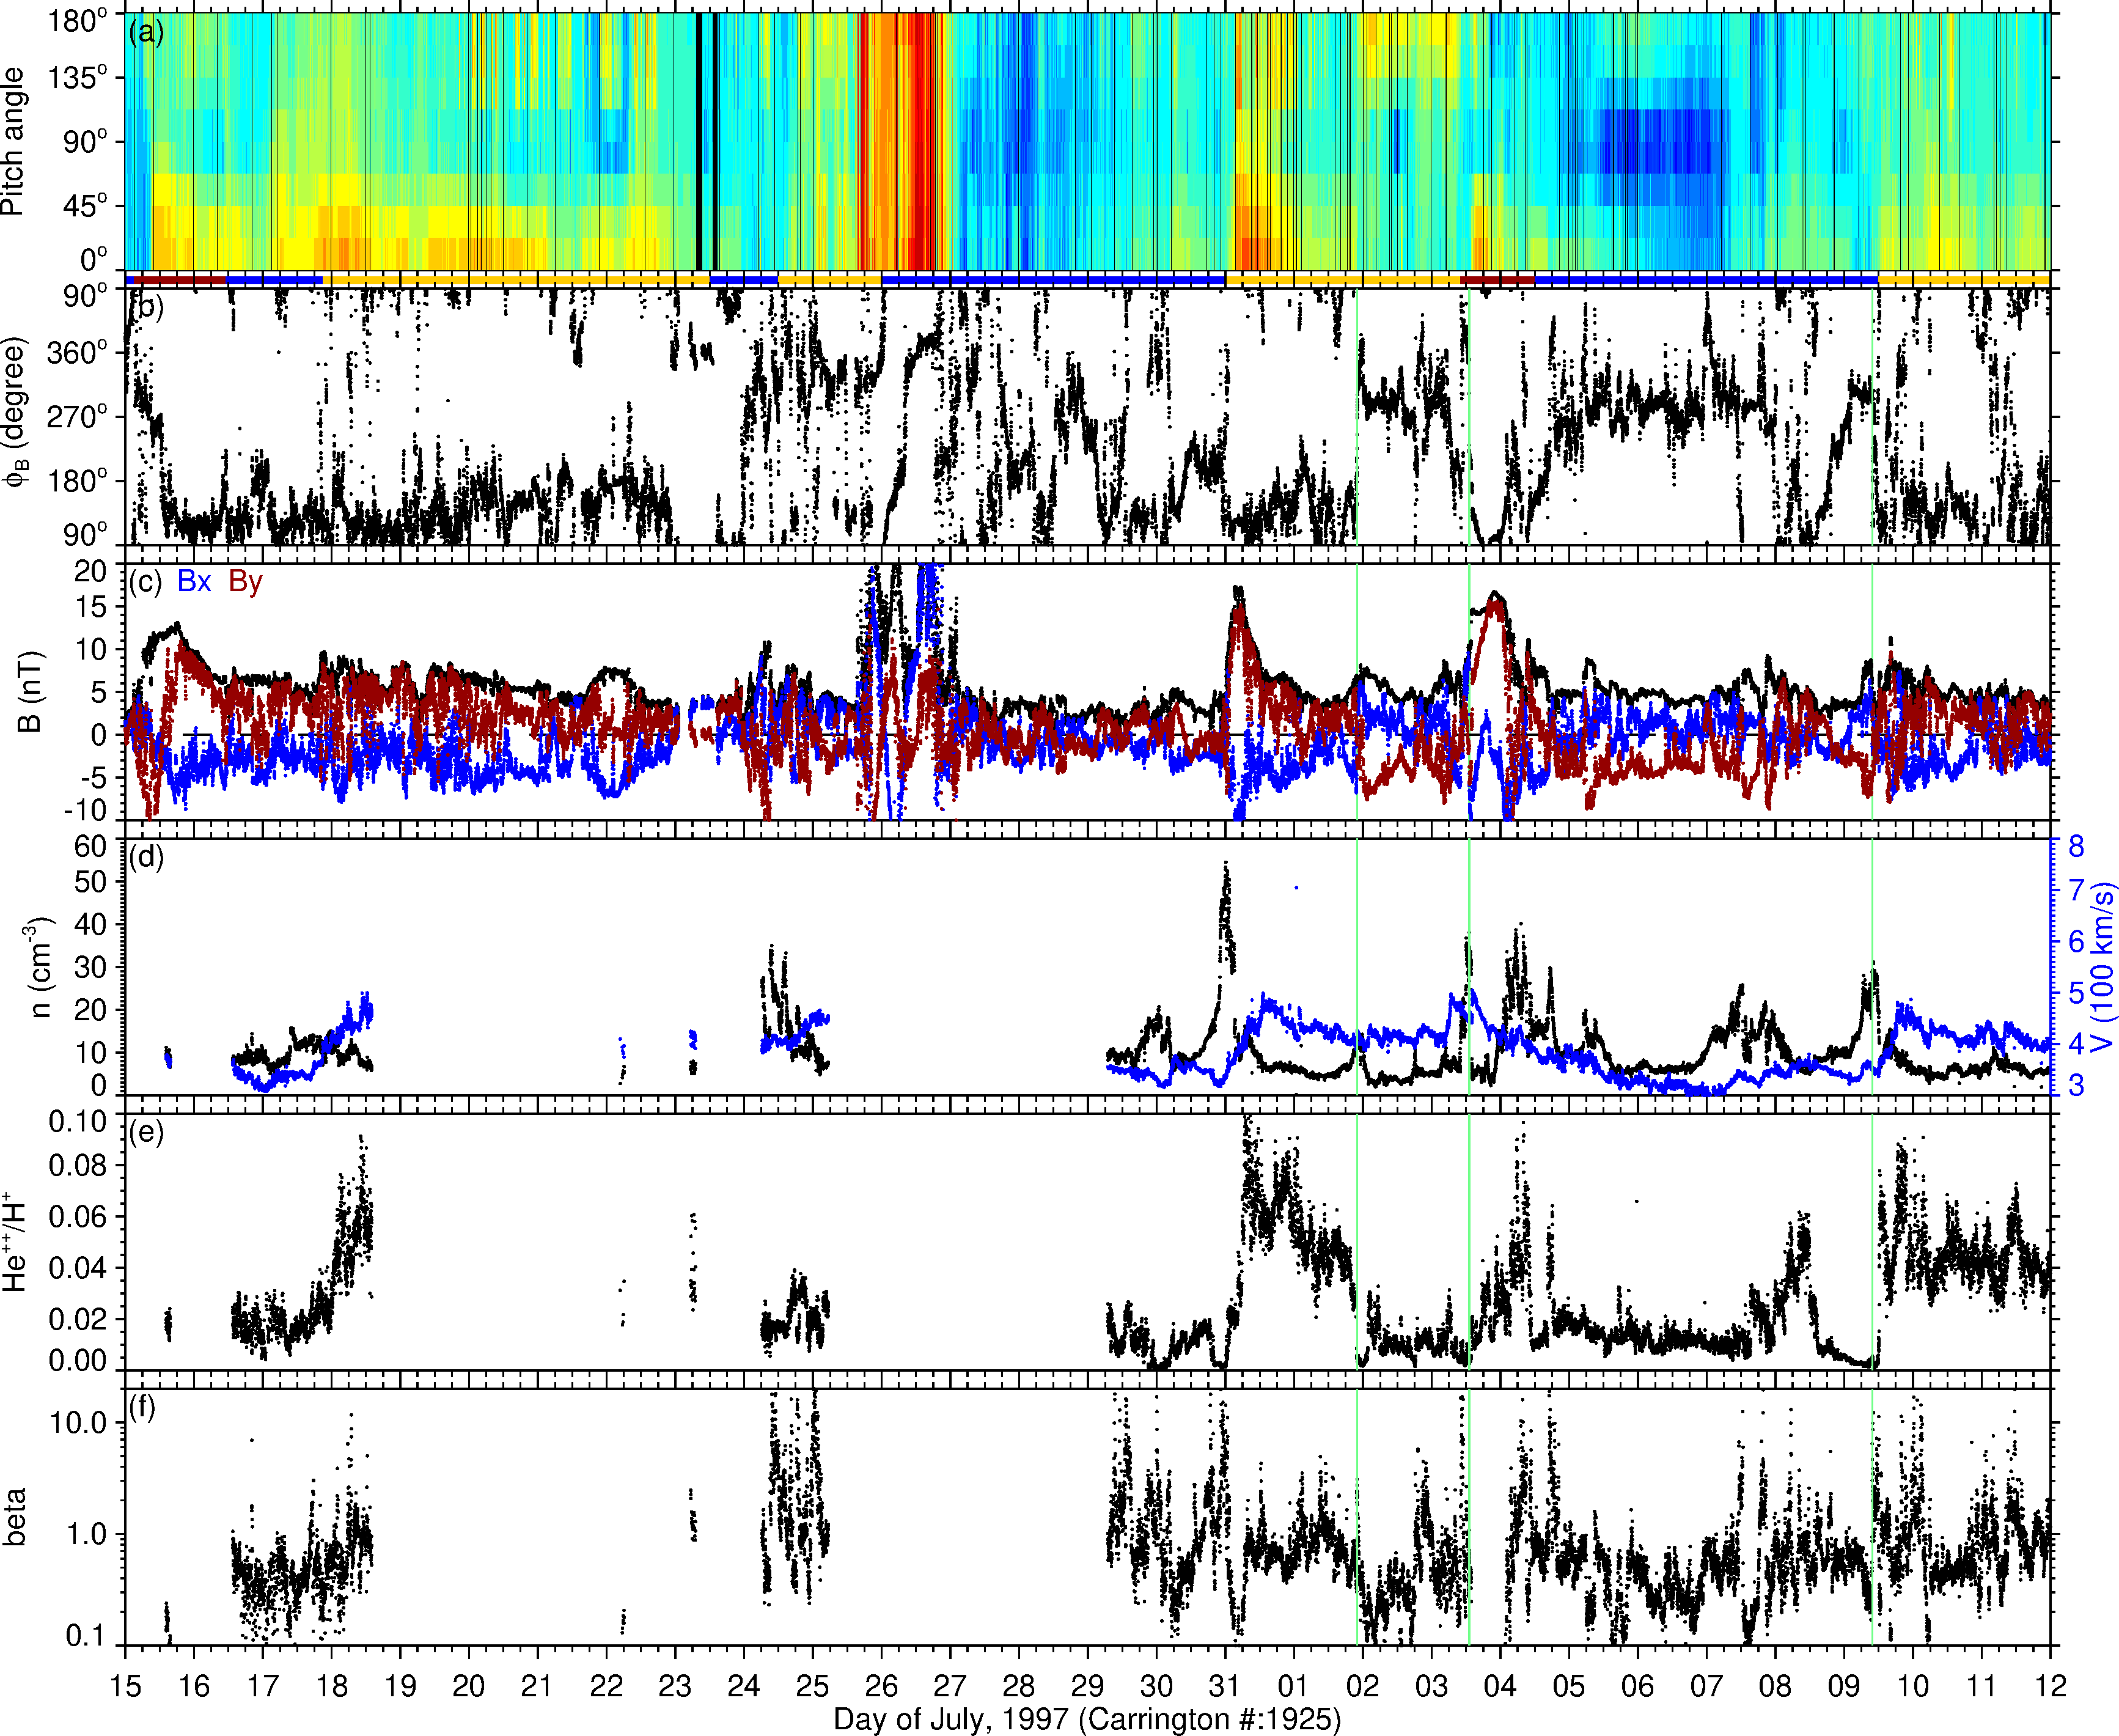 (a)
180°
135°
90°
45°
0°
Pitch angle
b)
90°
360°
270°
180°
90°
ϕB (degree)
(c) Bx By
20
15
10
5
0
-5
-10
B (nT)
(d)
60
50
40
30
20
10
0
n (cm-3)
8
7
6
5
4
3
V (100 km/s)
(e)
0.10
0.08
0.06
0.04
0.02
0.00
He++/H+
(f)
10.0
1.0
0.1
beta
15 16 17 18 19 20 21 22 23 24 25 26 27 28 29 30 31 01 02 03 04 05 06 07 08 09 10 11 12
Day of July, 1997 (Carrington #:1925)